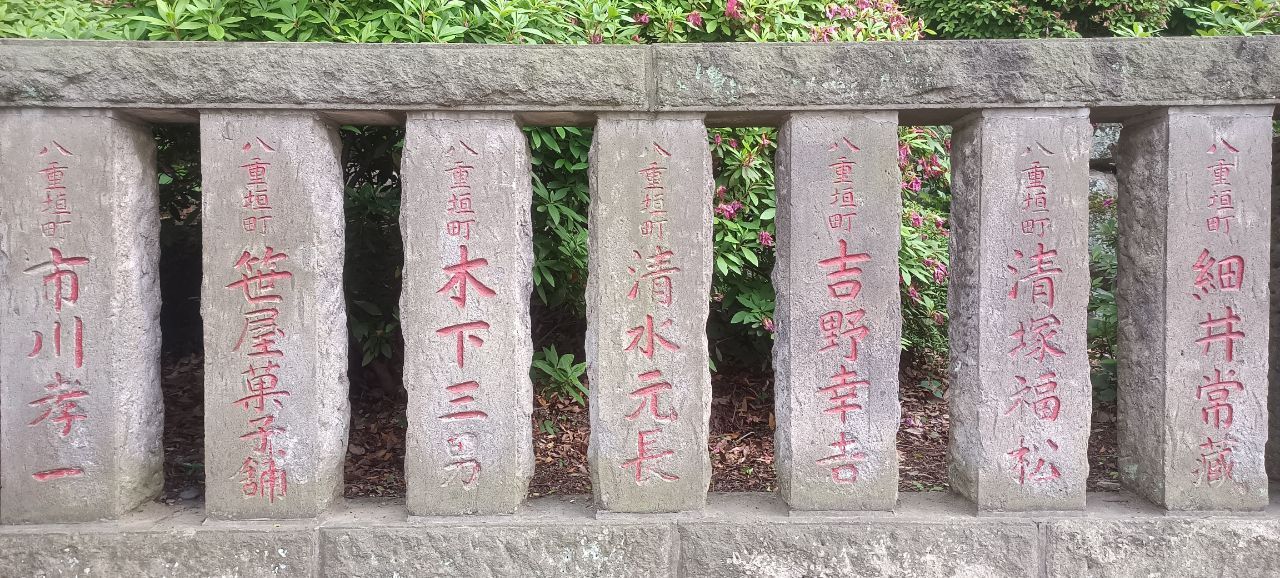 八重垣町 細井常蔵
八重垣町 清塚福松
八重垣町 吉野幸吉
八重垣町 清水元長
八重垣町 木下三男
八重垣町 笹屋菓子舗
八重垣町 市川孝一